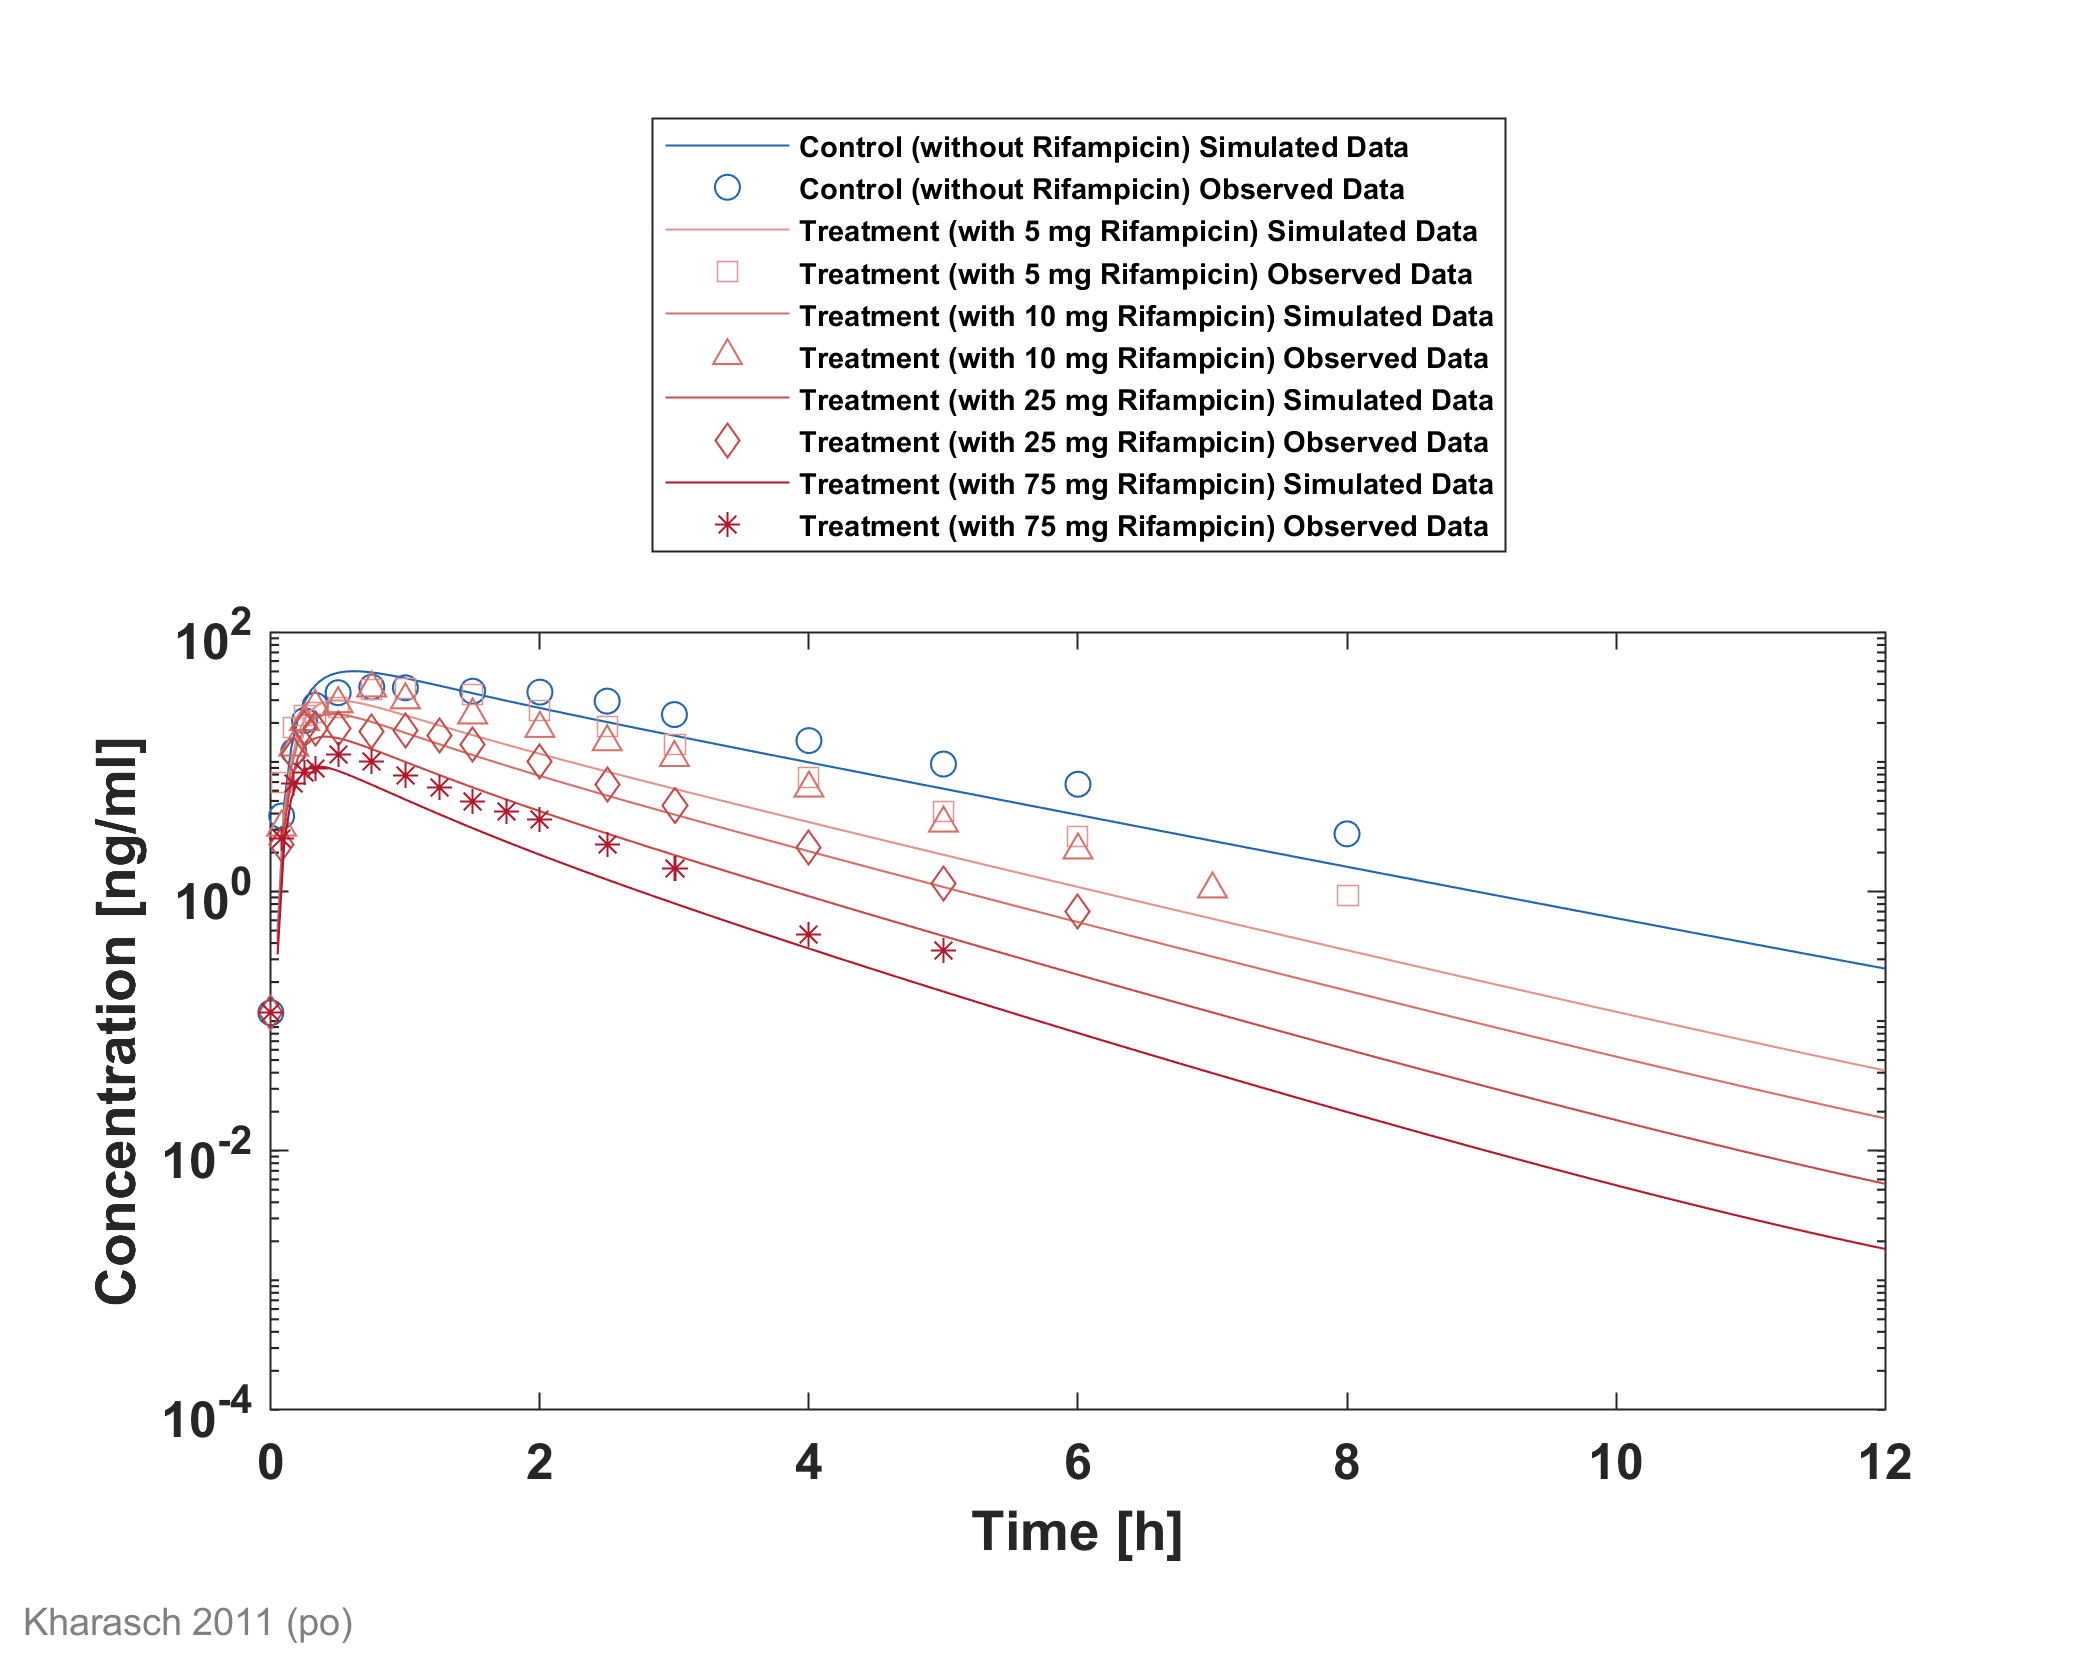 Control (without Rifampicin) Simulated Data
Control (without Rifampicin) Observed Data
Treatment (with 5 mg Rifampicin) Simulated Data
Treatment (with 5 mg Rifampicin) Observed Data
Treatment (with 10 mg Rifampicin) Simulated Data
Treatment (with 10 mg Rifampicin) Observed Data
Treatment (with 25 mg Rifampicin) Simulated Data
Treatment (with 25 mg Rifampicin) Observed Data
Treatment (with 75 mg Rifampicin) Simulated Data
Treatment (with 75 mg Rifampicin) Observed Data
10^2
10^0
10^-2
10^-4
Concentration [ng/ml]
0 2 4 6 8 10 12
Time [h]
Kharasch 2011 (po)